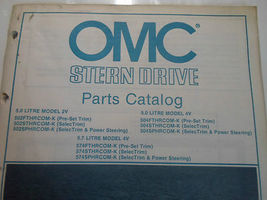 OMC
STERN DRIVE
Parts Catalog
5.0 LITRE MODEL 2V
502FTHRCOM-K (Pre-Set Trim)
502STHRCOM-K (SelecTrim)
502SPHRCOM-K (SelecTrim & Power Steering)
5.0 LITRE MODEL 4V
504FTHRCOM-K (Pre-Set Trim)
504STHRCOM-K (SelecTrim)
504SPHRCOM-K (SelecTrim & Power Steering)
5.7 LITRE MODEL 4V
574FTHRCOM-K (Pre-Set Trim)
574STHRCOM-K (SelecTrim)
574SPHRCOM-K (SelecTrim & Power Steering)